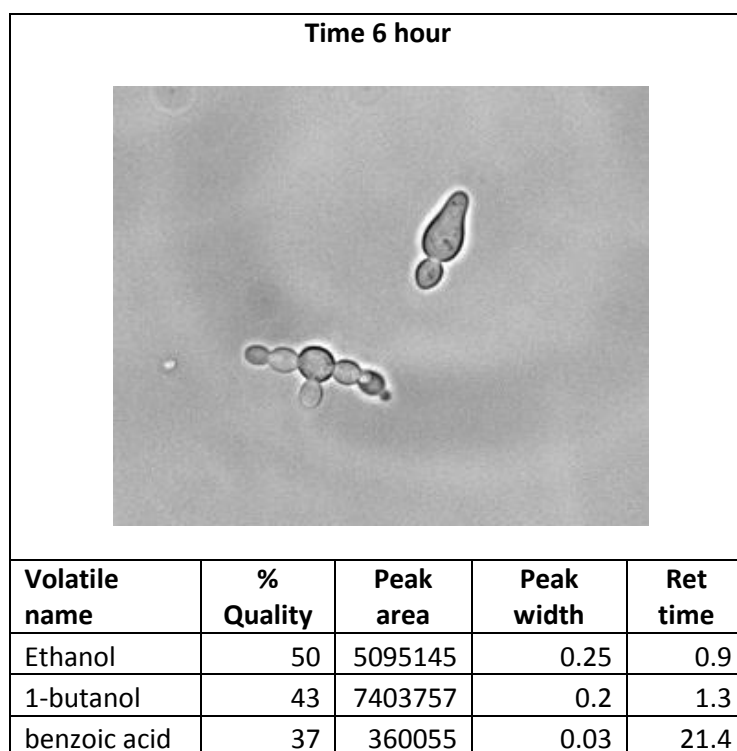 Time 6 hour
Volatile name % Quality Peak area Peak width Ret time
Ethanol 50 5095145 0.25 0.9
1-butanol 43 7403757 0.2 1.3
benzoic acid 37 360055 0.03 21.4